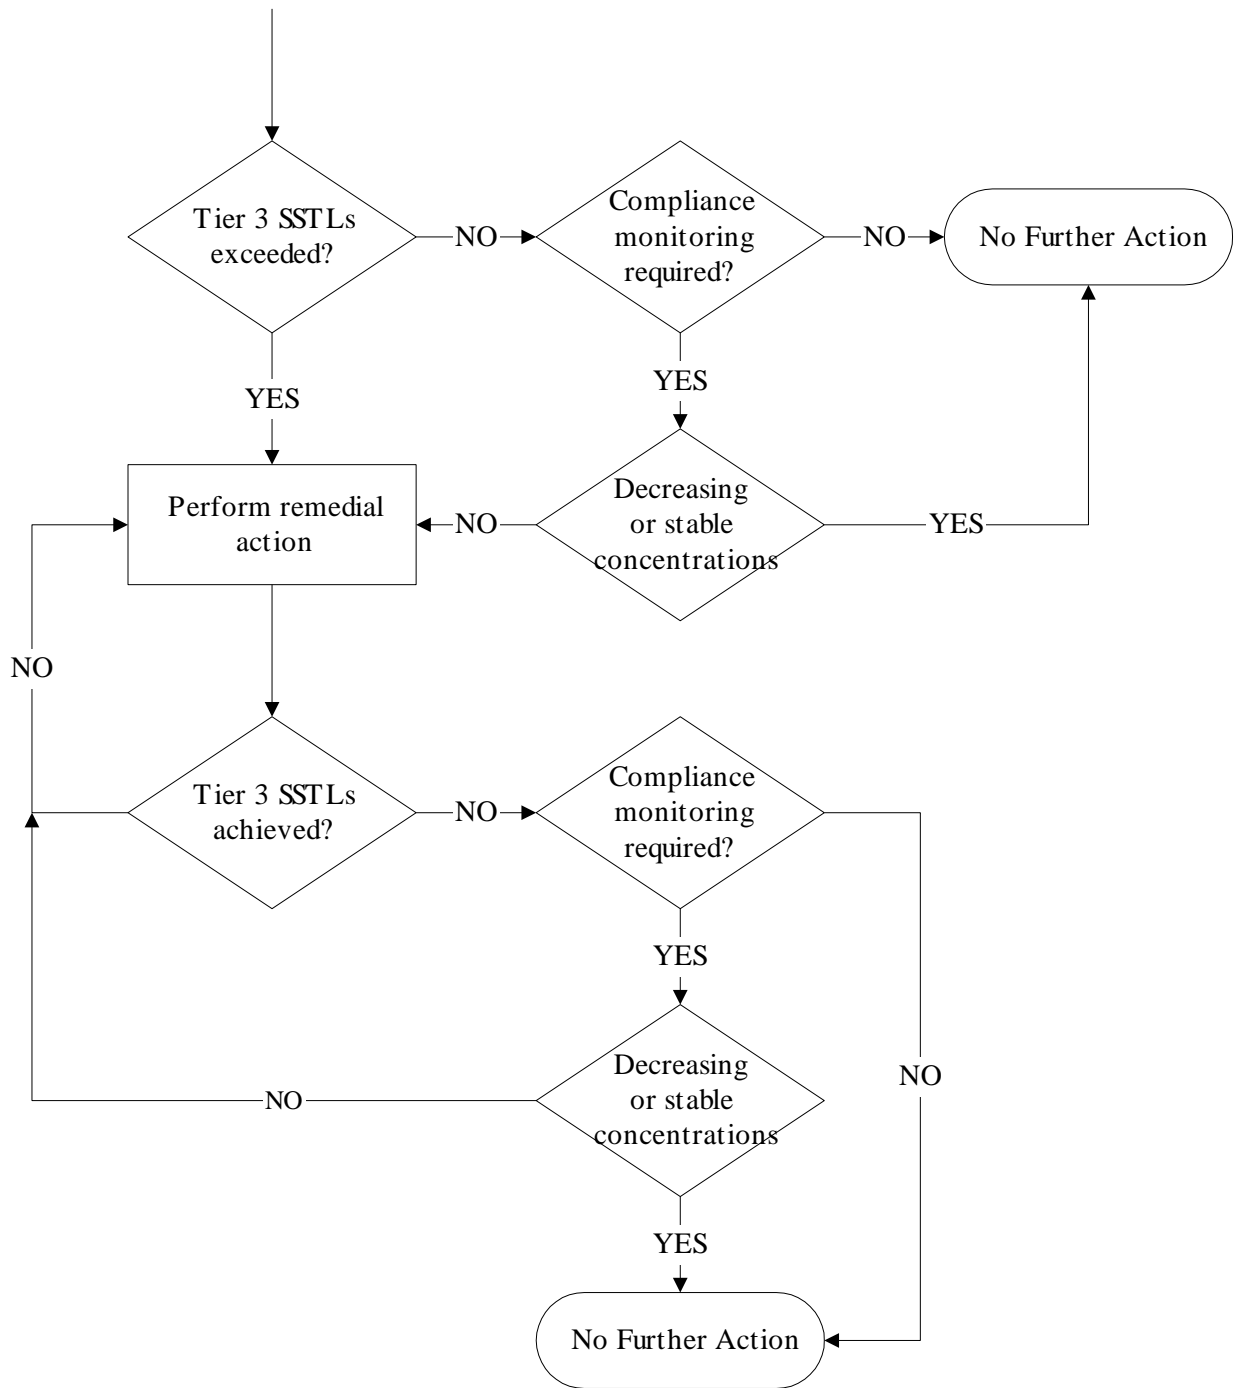 Tier 3 SSTLs
exceeded?
NO
Compliance
monitoring
required?
NO
No Further Action
YES
YES
Perform remedial
action
NO
Decreasing
or stable
concentrations
YES
NO
Tier 3 SSTLs
achieved?
NO
Compliance
monitoring
required?
YES
NO
Decreasing
or stable
concentrations
NO
YES
No Further Action